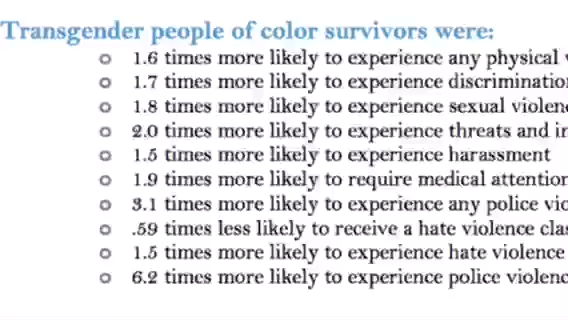 Transgender people of color survivors were:
○ 1.6 times more likely to experience any physical
○ 1.7 times more likely to experience
○ 1.8 times more likely to experience sexual
○ 2.0 times more likely to experience threats and
○ 1.5 times more likely to experience harassment
○ 1.9 times more likely to require medical attention
○ 3.1 times more likely to experience any police
○ .59 times less likely to receive a hate violence
○ 1.5 times more likely to experience hate violence
○ 6.2 times more likely to experience police